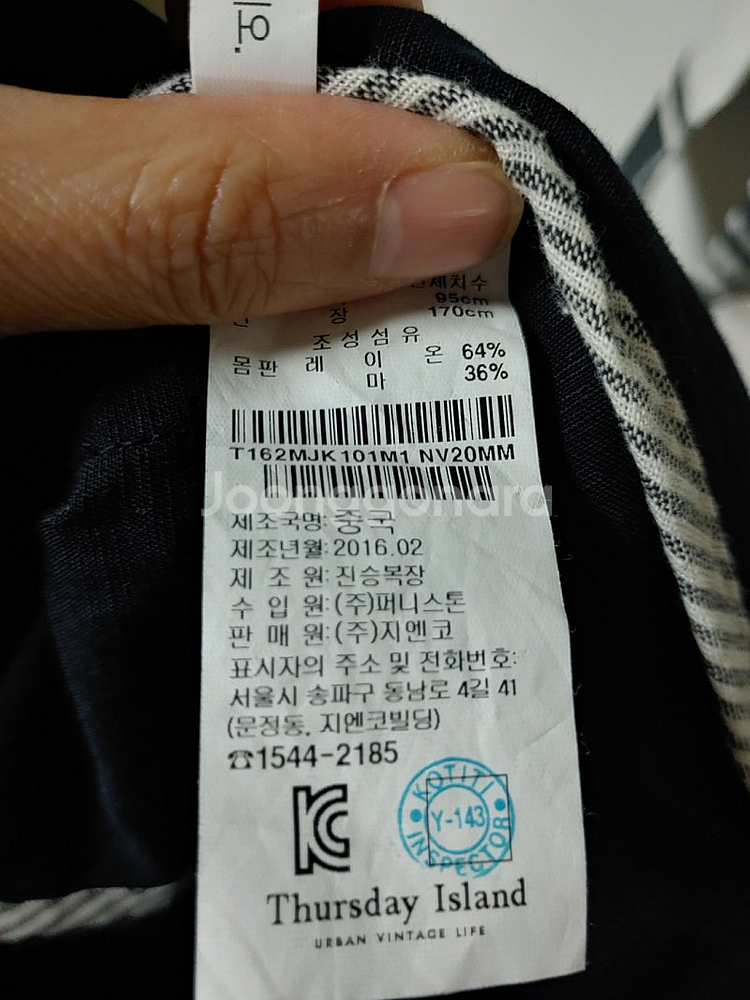 요.
체치수
95cm
장 170cm
조성섬유
몸판 레이온 64%
마 36%
T162MJK101M1 NV20MM
Joonggonara
제조국명: 중국
제조년월: 2016.02
제 조 원: 진승복장
수 입 원: (주)퍼니스톤
판 매 원: (주)지엔코
표시자의 주소 및 전화번호:
서울시 송파구 동남로 4길 41
(문정동, 지엔코빌딩)
☎1544-2185
KC
KOTITI
Y-143
INSPECTOR
Thursday Island
URBAN VINTAGE LIFE